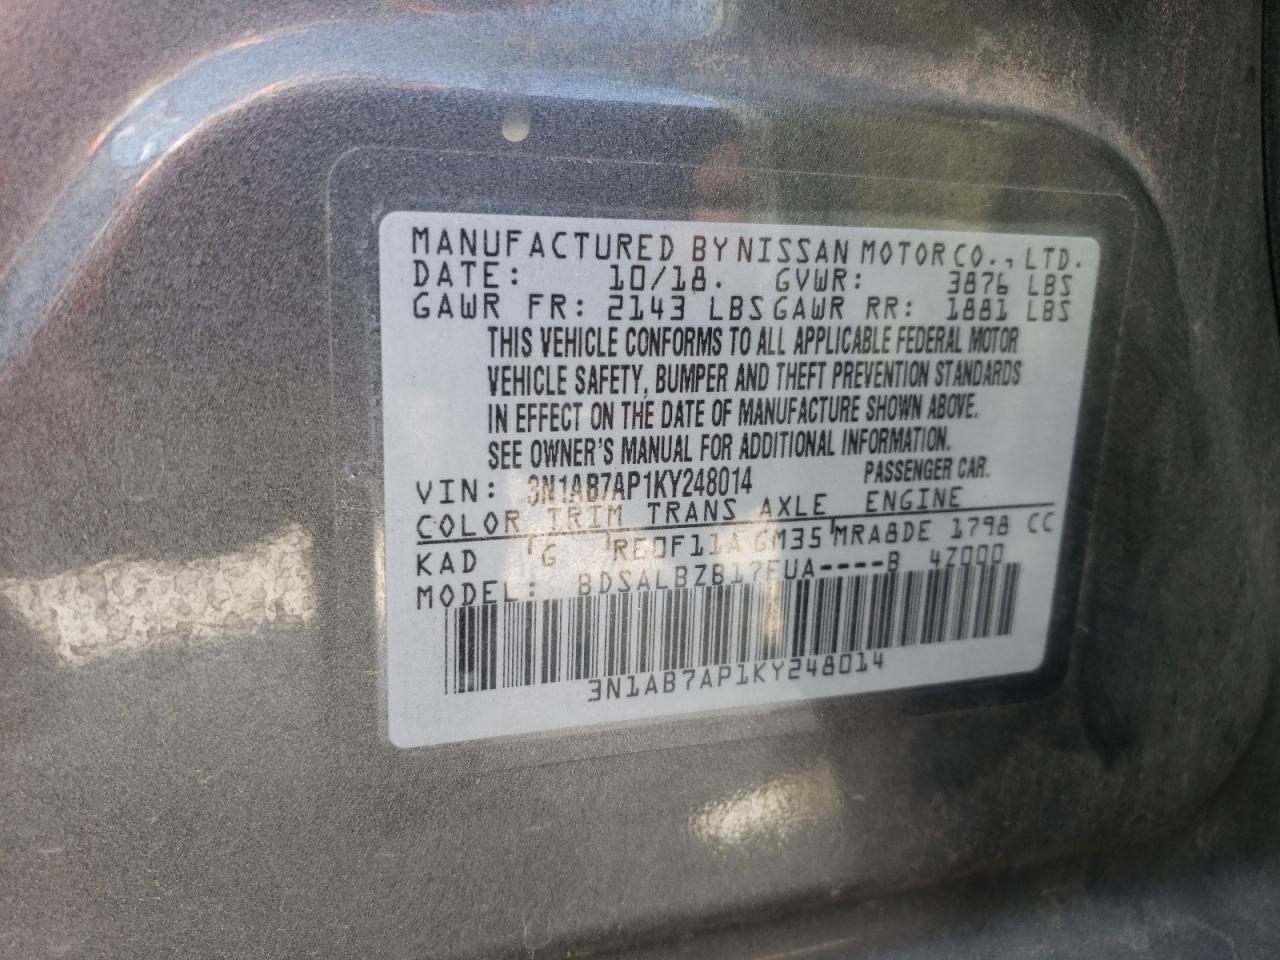 MANUFACTURED BY NISSAN MOTOR CO., LTD.
DATE: 10/18. GVWR: 3876 LBS
GAWR FR: 2143 LBS GAWR RR: 1881 LBS
THIS VEHICLE CONFORMS TO ALL APPLICABLE FEDERAL MOTOR
VEHICLE SAFETY, BUMPER AND THEFT PREVENTION STANDARDS
IN EFFECT ON THE DATE OF MANUFACTURE SHOWN ABOVE.
SEE OWNER'S MANUAL FOR ADDITIONAL INFORMATION.
VIN: 3N1AB7AP1KY248014 PASSENGER CAR.
COLOR TRIM TRANS AXLE ENGINE
KAD G RE0F11A GM35 MRA8DE 1798 CC
MODEL: BDSALBZB17EUA----B 4Z000
3N1AB7AP1KY248014